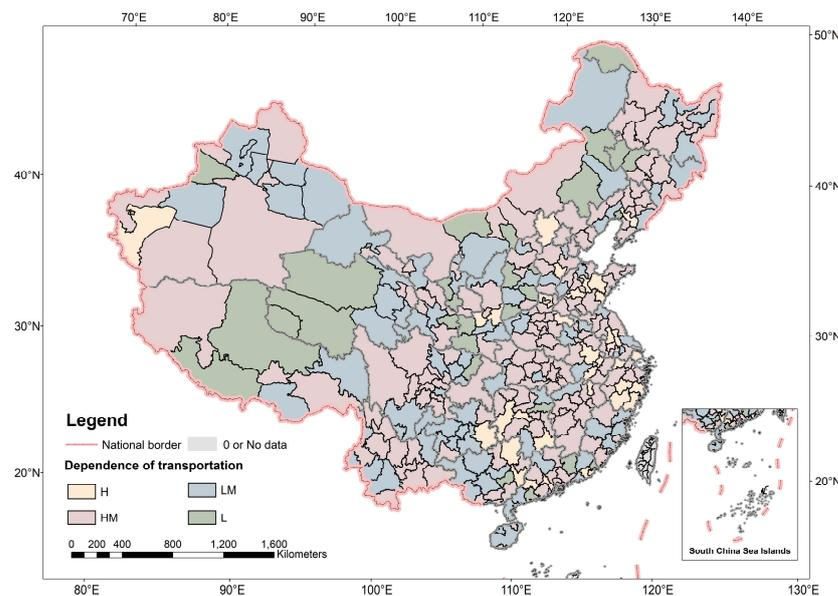 70°E 80°E 90°E 100°E 110°E 120°E 130°E 140°E
50°N
40°N 40°N
30°N 30°N
20°N 20°N
Legend
National border 0 or No data
Dependence of transportation
H LM
HM L
0 200 400 800 1,200 1,600
Kilometers
South China Sea Islands
80°E 90°E 100°E 110°E 120°E 130°E